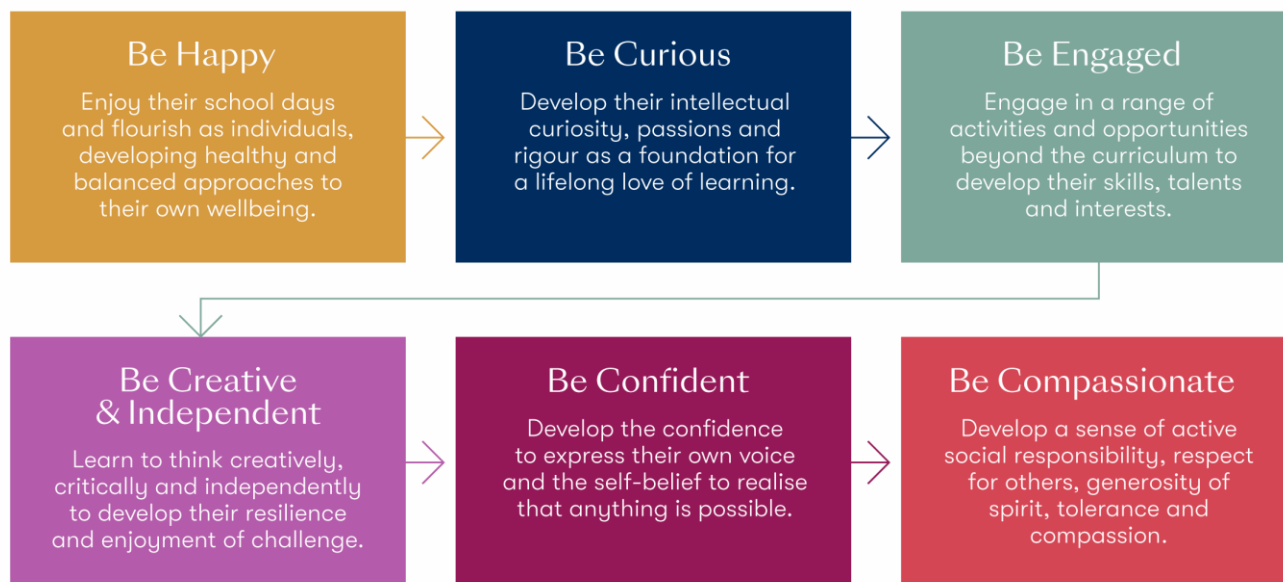 Be Happy
Enjoy their school days
and flourish as individuals,
developing healthy and
balanced approaches to
their own wellbeing.
Be Curious
Develop their intellectual
curiosity, passions and
rigour as a foundation for
a lifelong love of learning.
Be Engaged
Engage in a range of
activities and opportunities
beyond the curriculum to
develop their skills, talents
and interests.
Be Creative
& Independent
Learn to think creatively,
critically and independently
to develop their resilience
and enjoyment of challenge.
Be Confident
Develop the confidence
to express their own voice
and the self-belief to realise
that anything is possible.
Be Compassionate
Develop a sense of active
social responsibility, respect
for others, generosity of
spirit, tolerance and
compassion.